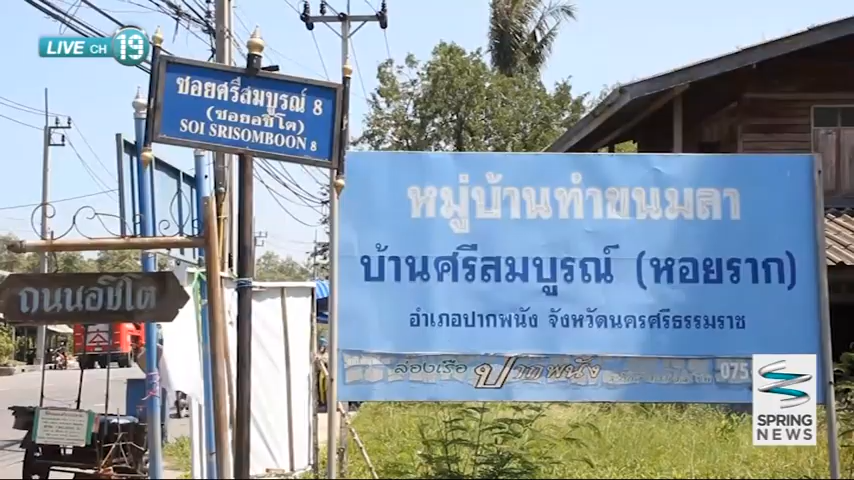 LIVE CH 19
ซอยศรีสมบูรณ์ 8
(ซอยอชิโต)
SOI SRISOMBOON 8
ถนนอิชิโต
หมู่บ้านทำขนมลา
บ้านศรีสมบูรณ์ (หอยราก)
อำเภอปากพนัง จังหวัดนครศรีธรรมราช
ล่องเรือ ปากพนัง 075
SPRING
NEWS